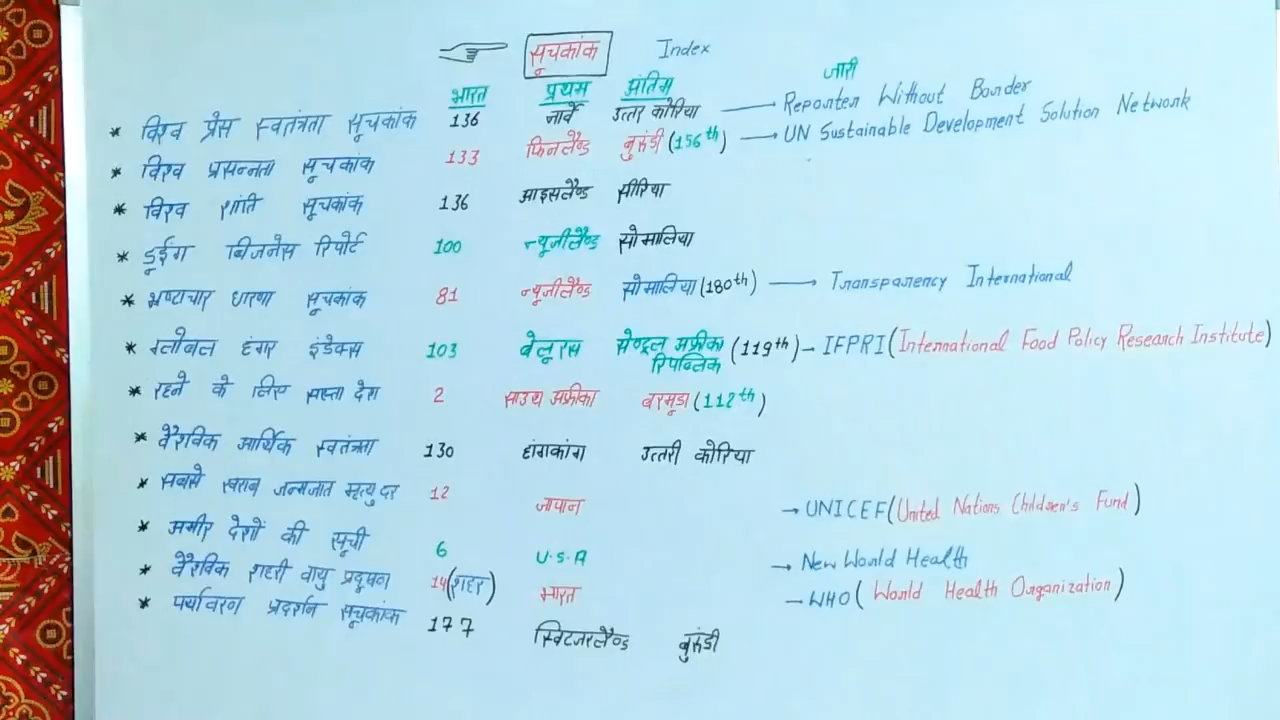 सूचकांक Index
भारत प्रथम अंतिम जारी
* विश्व प्रेस स्वतंत्रता सूचकांक 136 नार्वे उत्तर कोरिया → Reporter Without Boarder
* विश्व प्रसन्नता सूचकांक 133 फिनलैण्ड बुरुंडी (156th) → UN Sustainable Development Solution Network
* विश्व शांति सूचकांक 136 आइसलैण्ड सीरिया
* डूईंग बिजनेस रिपोर्ट 100 न्यूजीलैण्ड सोमालिया
* भष्टाचार धारणा सूचकांक 81 न्यूजीलैण्ड सोमालिया (180th) → Transparency International
* ग्लोबल हंगर इंडेक्स 103 बेलूरस सेण्ट्रल अफ्रीका रिपब्लिक (119th) - IFPRI (International Food Policy Research Institute)
* रहने के लिए सस्ता देश 2 साउथ अफ्रीका बरमूडा (112th)
* वैश्विक आर्थिक स्वतंत्रता 130 हांगकांग उत्तरी कोरिया
* सबसे खराब जन्मजात मृत्यु दर 12 जापान → UNICEF (United Nations Children's Fund)
* अमीर देशों की सूची 6 U.S.A → New World Health
* वैश्विक शहरी वायु प्रदूषण 14 (शहर) भारत → WHO (World Health Organization)
* पर्यावरण प्रदर्शन सूचकांक 177 स्विटजरलैण्ड बुरुंडी